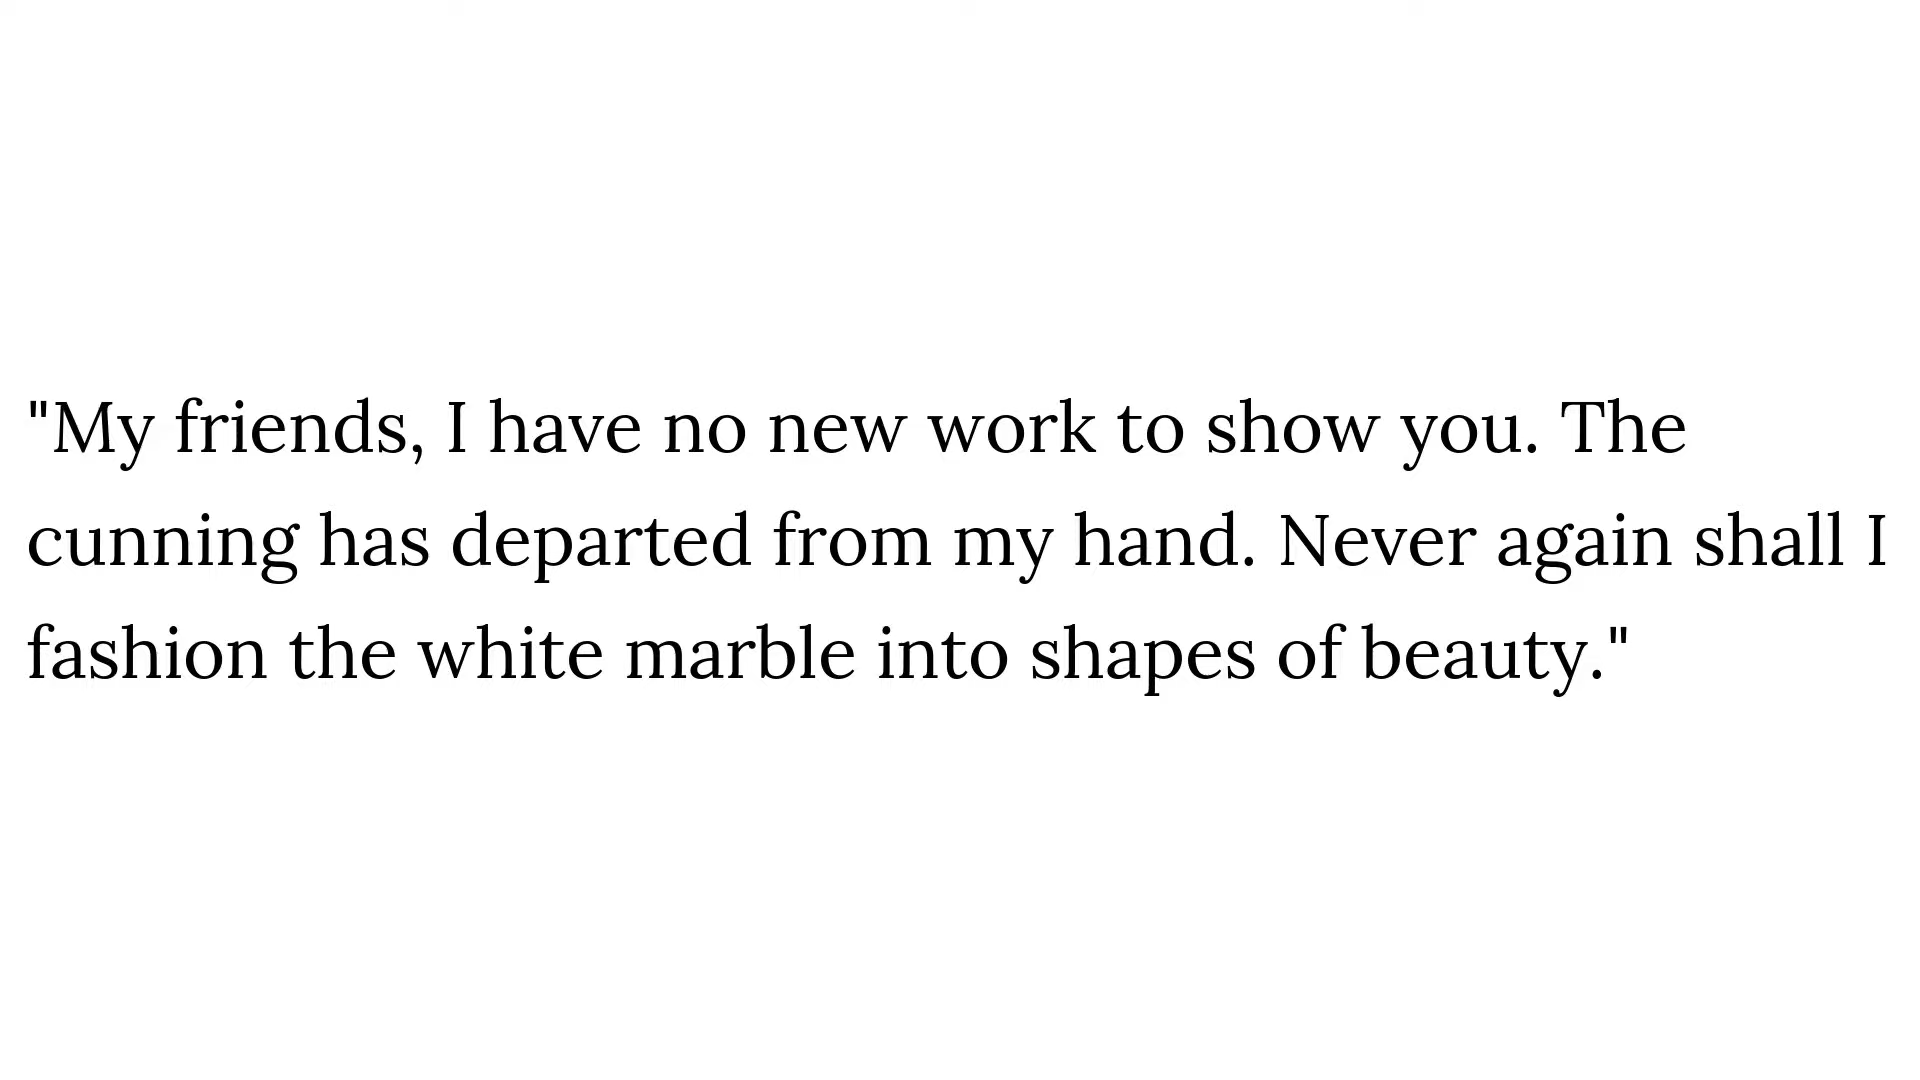 "My friends, I have no new work to show you. The
cunning has departed from my hand. Never again shall I
fashion the white marble into shapes of beauty."